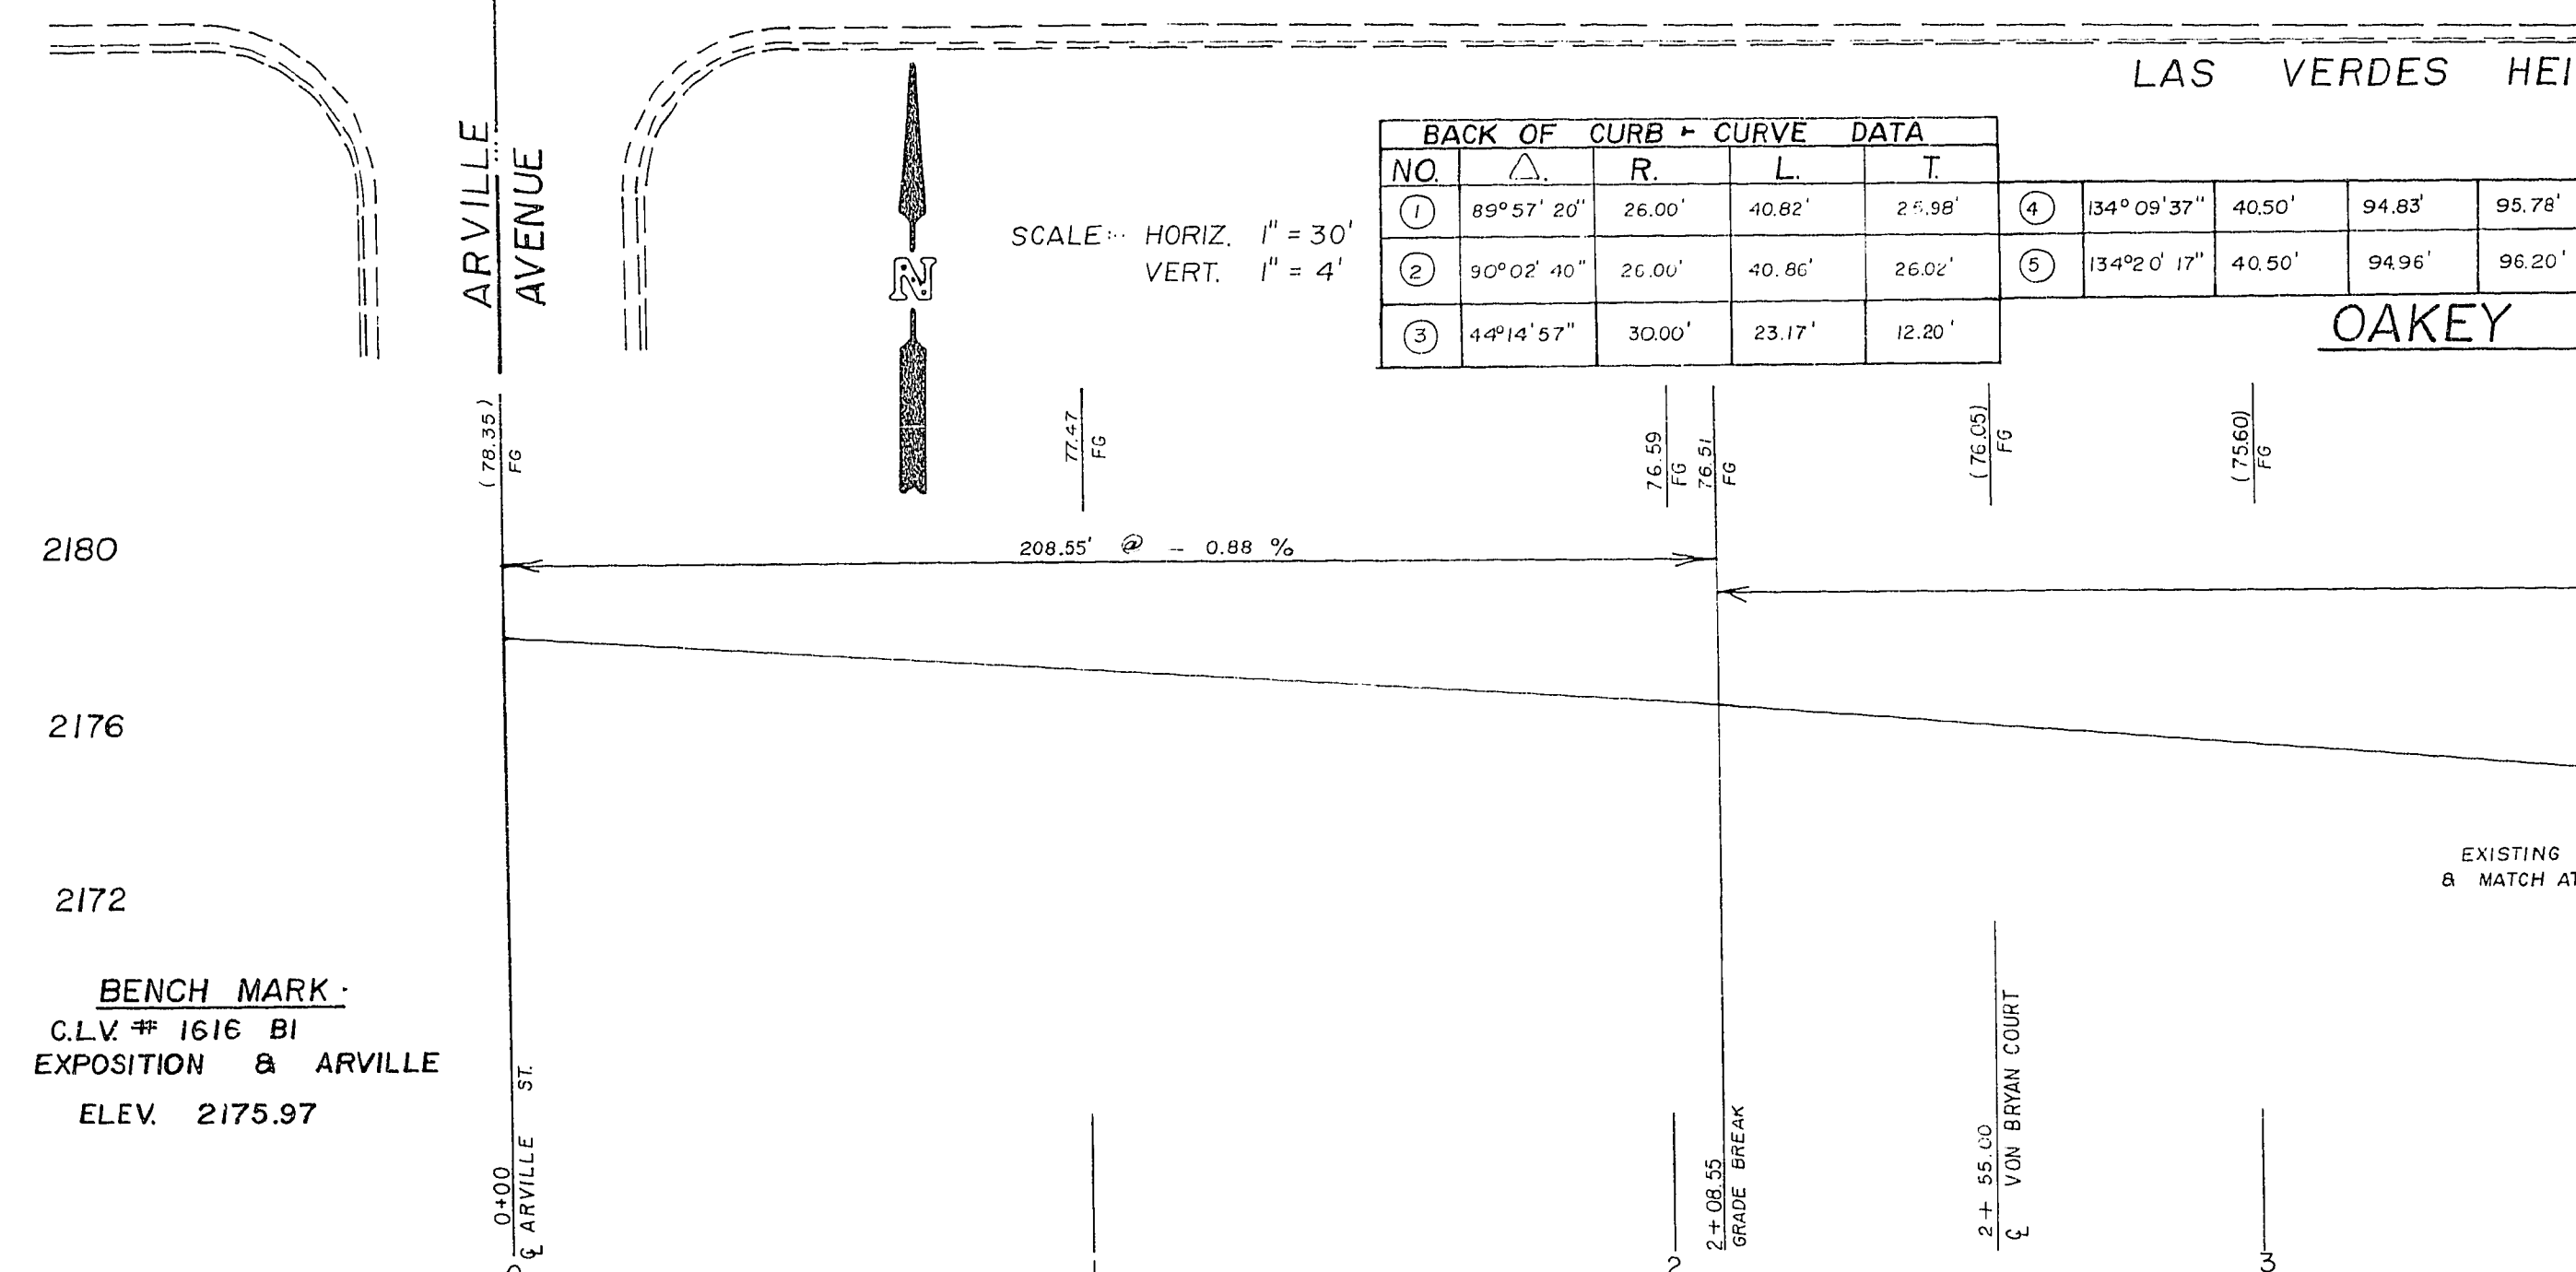 LAS VERDES HEI
ARVILLE
AVENUE
N
SCALE:- HORIZ. 1" = 30'
VERT. 1" = 4'
BACK OF CURB - CURVE DATA
NO. △. R. L. T.
1 89°57'20" 26.00' 40.82' 25.98'
2 90°02'40" 26.00' 40.86' 26.02'
3 44°14'57" 30.00' 23.17' 12.20'
4 134°09'37" 40.50' 94.83' 95.78'
5 134°20'17" 40.50' 94.96' 96.20'
OAKEY
(78.35)
FG
77.47
FG
76.59
FG
76.51
FG
(76.05)
FG
(75.60)
FG
2180
208.55' @ - 0.88 %
2176
2172
EXISTING
& MATCH AT
BENCH MARK.
C.L.V. # 1616 B1
EXPOSITION & ARVILLE
ELEV. 2175.97
0+00
℄ ARVILLE ST.
2+08.55
GRADE BREAK
2+55.00
℄ VON BRYAN COURT
0 1 2 3